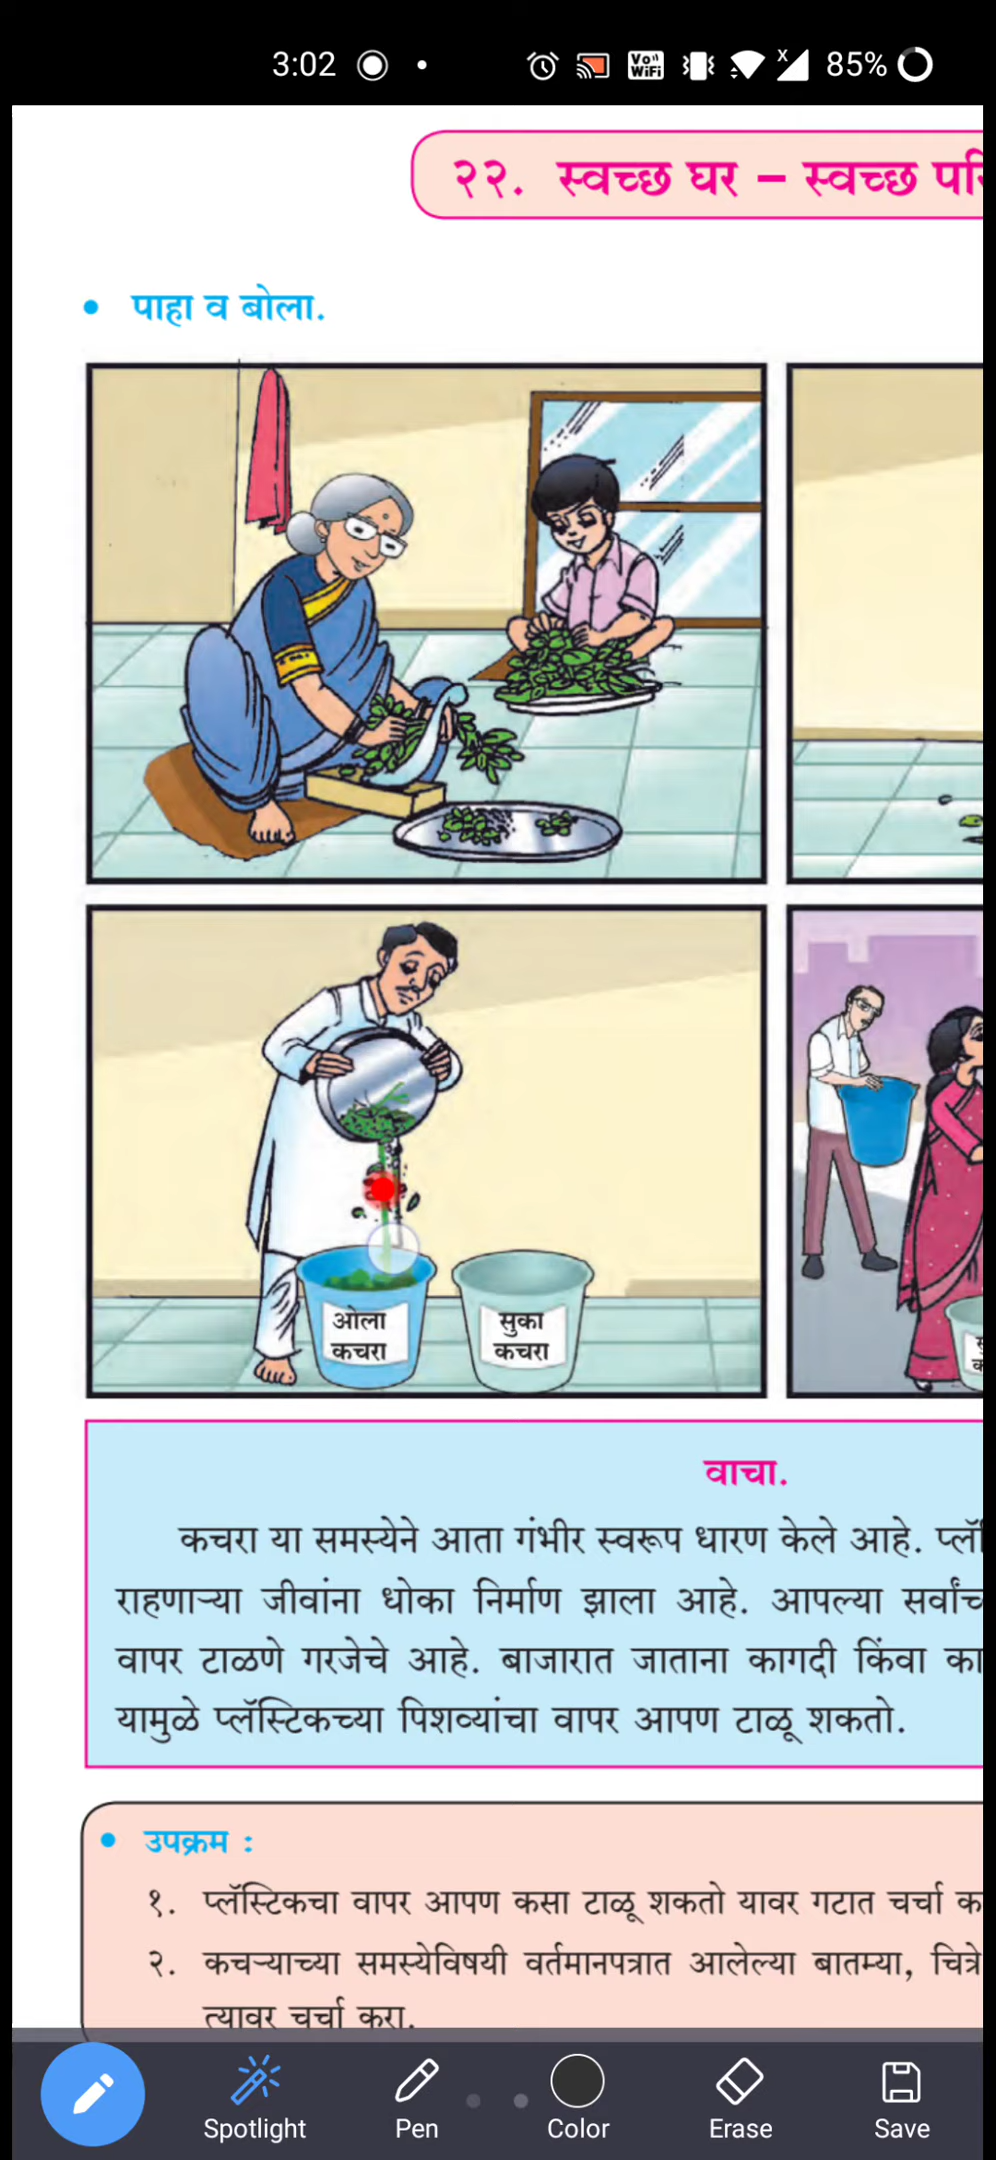 3:02
Vo))
WiFi
x
85%
२२. स्वच्छ घर – स्वच्छ
• पाहा व बोला.
ओला
कचरा
सुका
कचरा
वाचा.
कचरा या समस्येने आता गंभीर स्वरूप धारण केले आहे.
राहणाऱ्या जीवांना धोका निर्माण झाला आहे. आपल्या
वापर टाळणे गरजेचे आहे. बाजारात जाताना कागदी किंवा
यामुळे प्लॅस्टिकच्या पिशव्यांचा वापर आपण टाळू शकतो.
• उपक्रम :
१. प्लॅस्टिकचा वापर आपण कसा टाळू शकतो यावर गटात चर्चा
२. कचऱ्याच्या समस्येविषयी वर्तमानपत्रात आलेल्या बातम्या, चित्रे
त्यावर चर्चा करा.
Spotlight
Pen
Color
Erase
Save